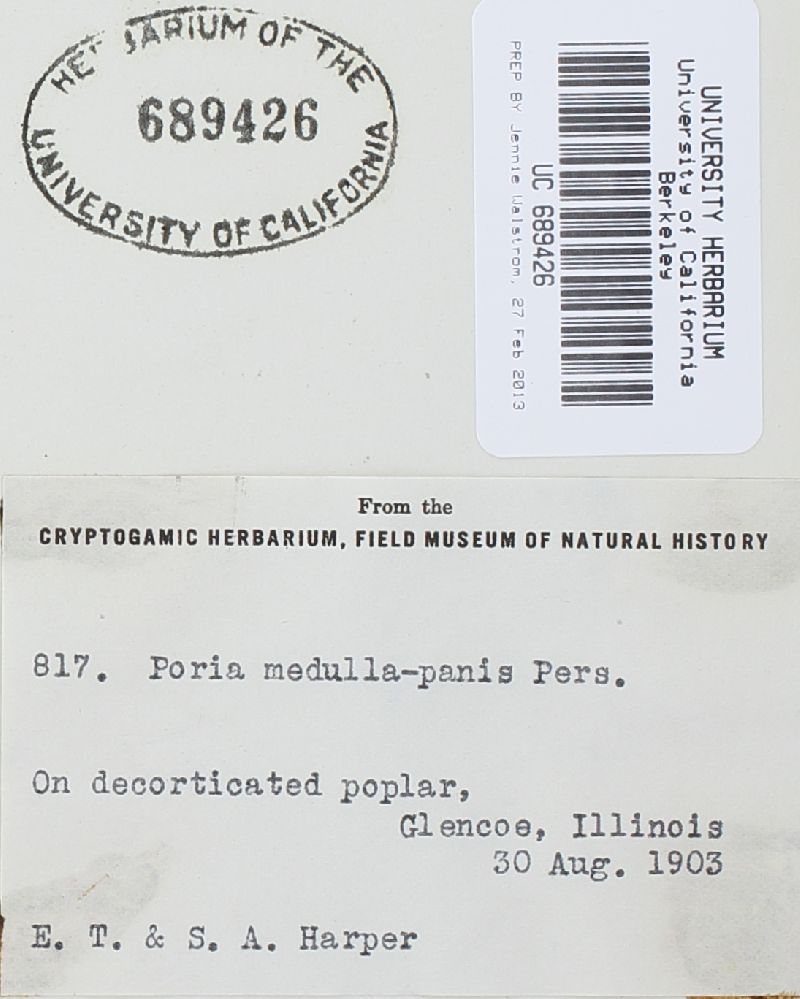 HERBARIUM OF THE
689426
UNIVERSITY OF CALIFORNIA
UNIVERSITY HERBARIUM
University of California
Berkeley
UC 689426
PREP BY Jennie Walstrom, 27 Feb 2013
From the
CRYPTOGAMIC HERBARIUM, FIELD MUSEUM OF NATURAL HISTORY
817. Poria medulla-panis Pers.
On decorticated poplar,
Glencoe, Illinois
30 Aug. 1903
E. T. & S. A. Harper